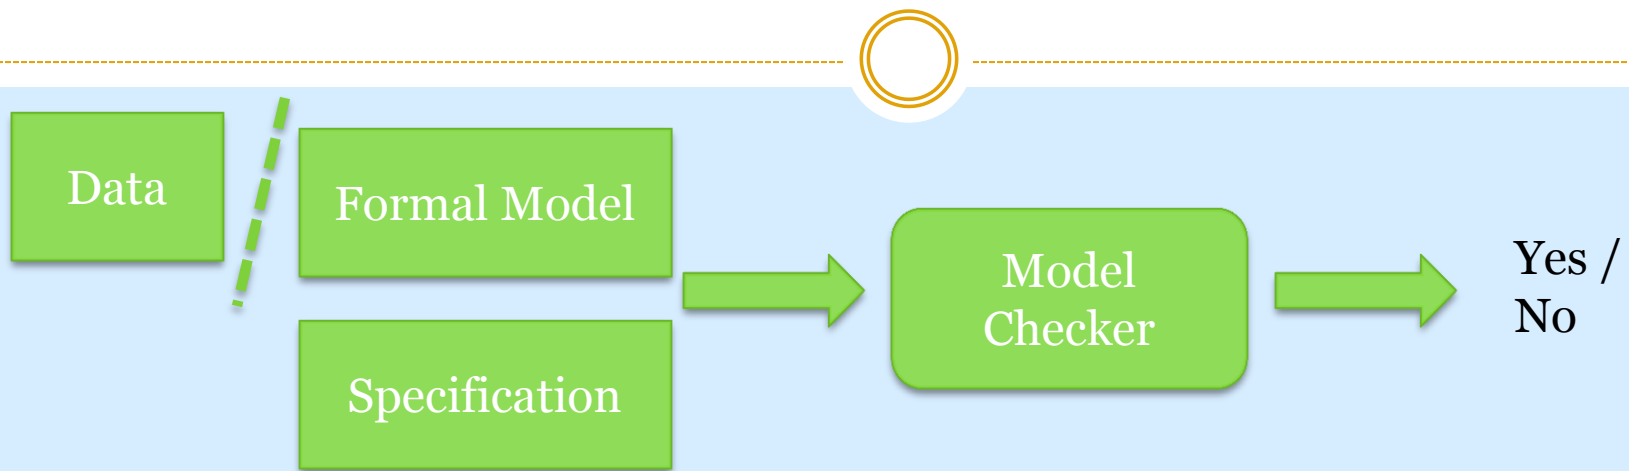 Data
Formal Model
Specification
Model
Checker
Yes /
No